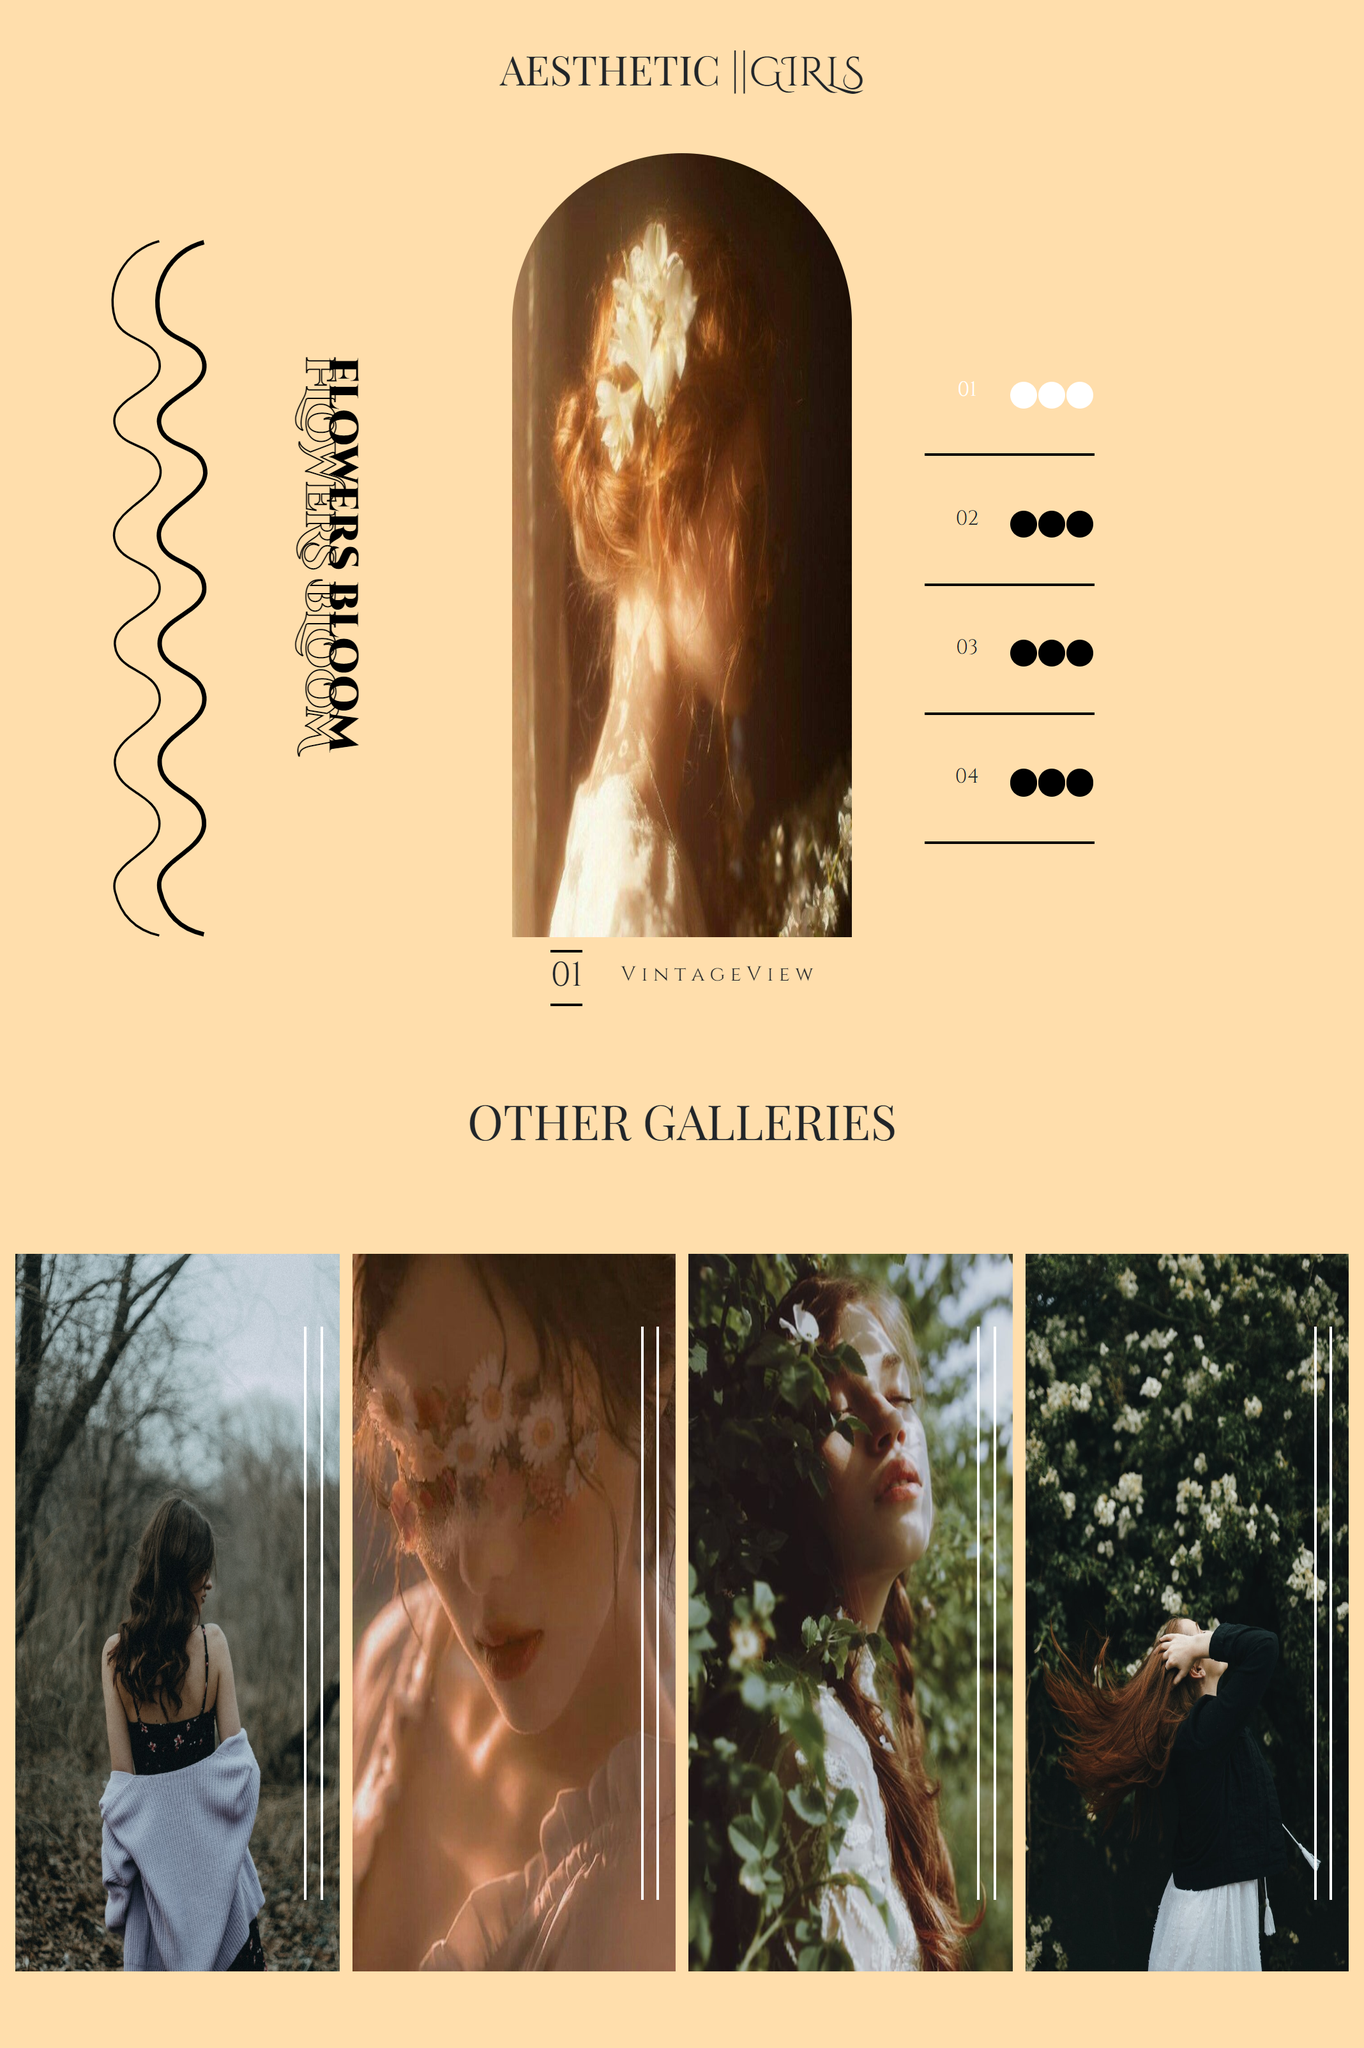 AESTHETIC ||GIRLS
FLOWERS BLOOM
FLOWERS BLOOM
01
02
03
04
01 VINTAGEVIEW
OTHER GALLERIES